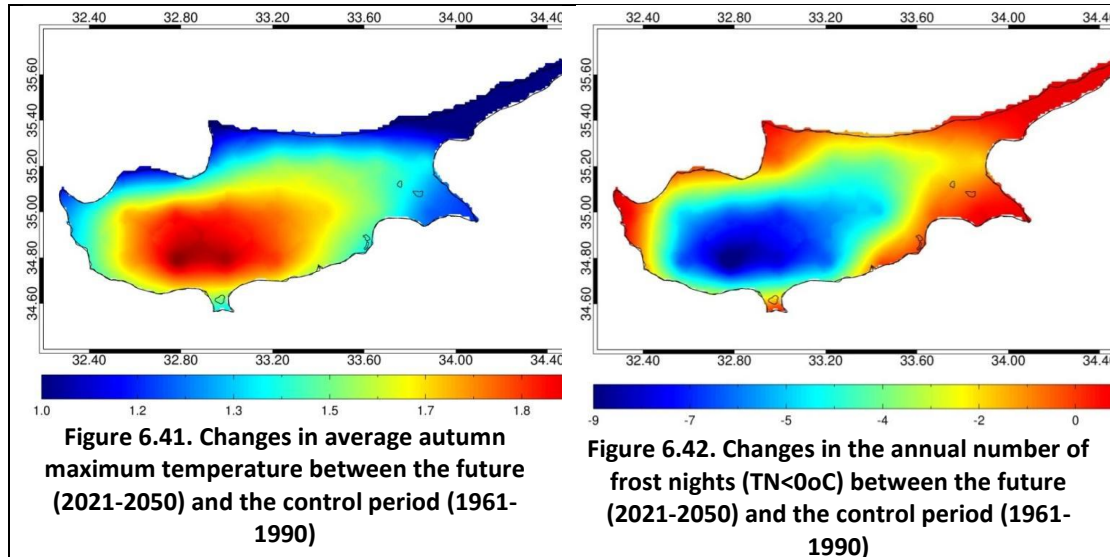 32.40 32.80 33.20 33.60 34.00 34.40
35.60
35.40
35.20
35.00
34.80
34.60
32.40 32.80 33.20 33.60 34.00 34.40
1.0 1.2 1.3 1.5 1.7 1.8
Figure 6.41. Changes in average autumn
maximum temperature between the future
(2021-2050) and the control period (1961-
1990)
32.40 32.80 33.20 33.60 34.00 34.40
35.60
35.40
35.20
35.00
34.80
34.60
32.40 32.80 33.20 33.60 34.00 34.40
-9 -7 -5 -4 -2 0
Figure 6.42. Changes in the annual number of
frost nights (TN<0oC) between the future
(2021-2050) and the control period (1961-
1990)